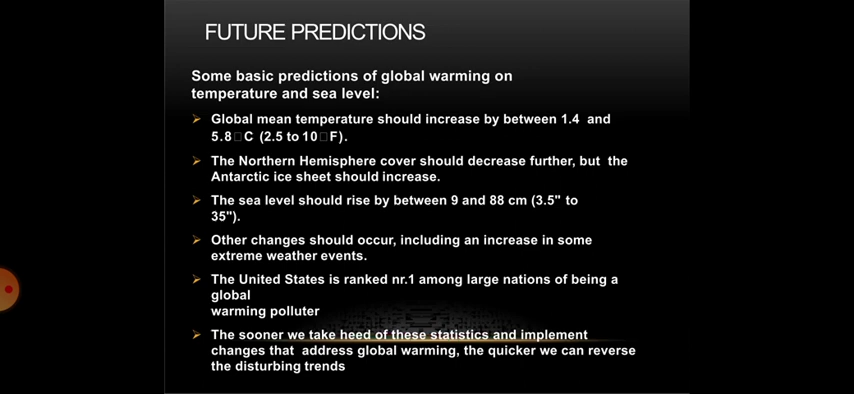 FUTURE PREDICTIONS
Some basic predictions of global warming on
temperature and sea level:
Global mean temperature should increase by between 1.4 and
5.8□C (2.5 to 10□F).
The Northern Hemisphere cover should decrease further, but the
Antarctic ice sheet should increase.
The sea level should rise by between 9 and 88 cm (3.5" to
35").
Other changes should occur, including an increase in some
extreme weather events.
The United States is ranked nr.1 among large nations of being a
global
warming polluter
The sooner we take heed of these statistics and implement
changes that address global warming, the quicker we can reverse
the disturbing trends